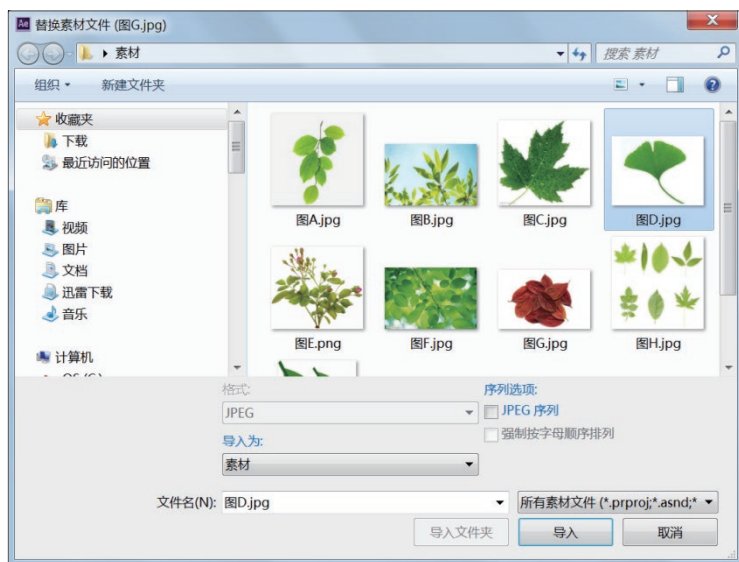 Ae 替换素材文件 (图G.jpg)
素材
搜索 素材
组织
新建文件夹
收藏夹
下载
最近访问的位置
库
视频
图片
文档
迅雷下载
音乐
计算机
图A.jpg
图B.jpg
图C.jpg
图D.jpg
图E.png
图F.jpg
图G.jpg
图H.jpg
格式:
JPEG
序列选项:
JPEG 序列
强制按字母顺序排列
导入为:
素材
文件名(N): 图D.jpg
所有素材文件 (*.prproj;*.asnd;*
导入文件夹
导入
取消